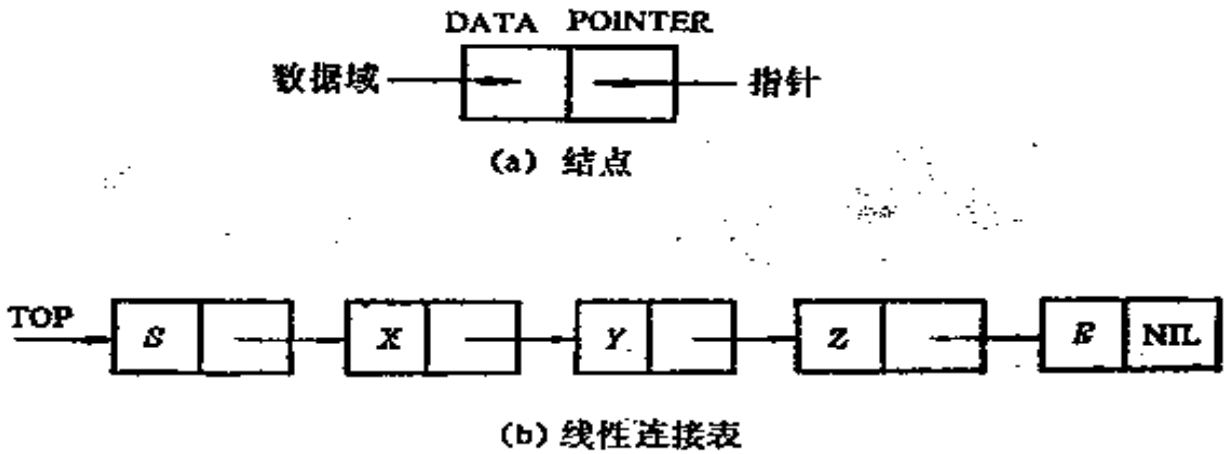 DATA POINTER
数据域 指针
(a) 结点
TOP S X Y Z E NIL
(b) 线性连接表